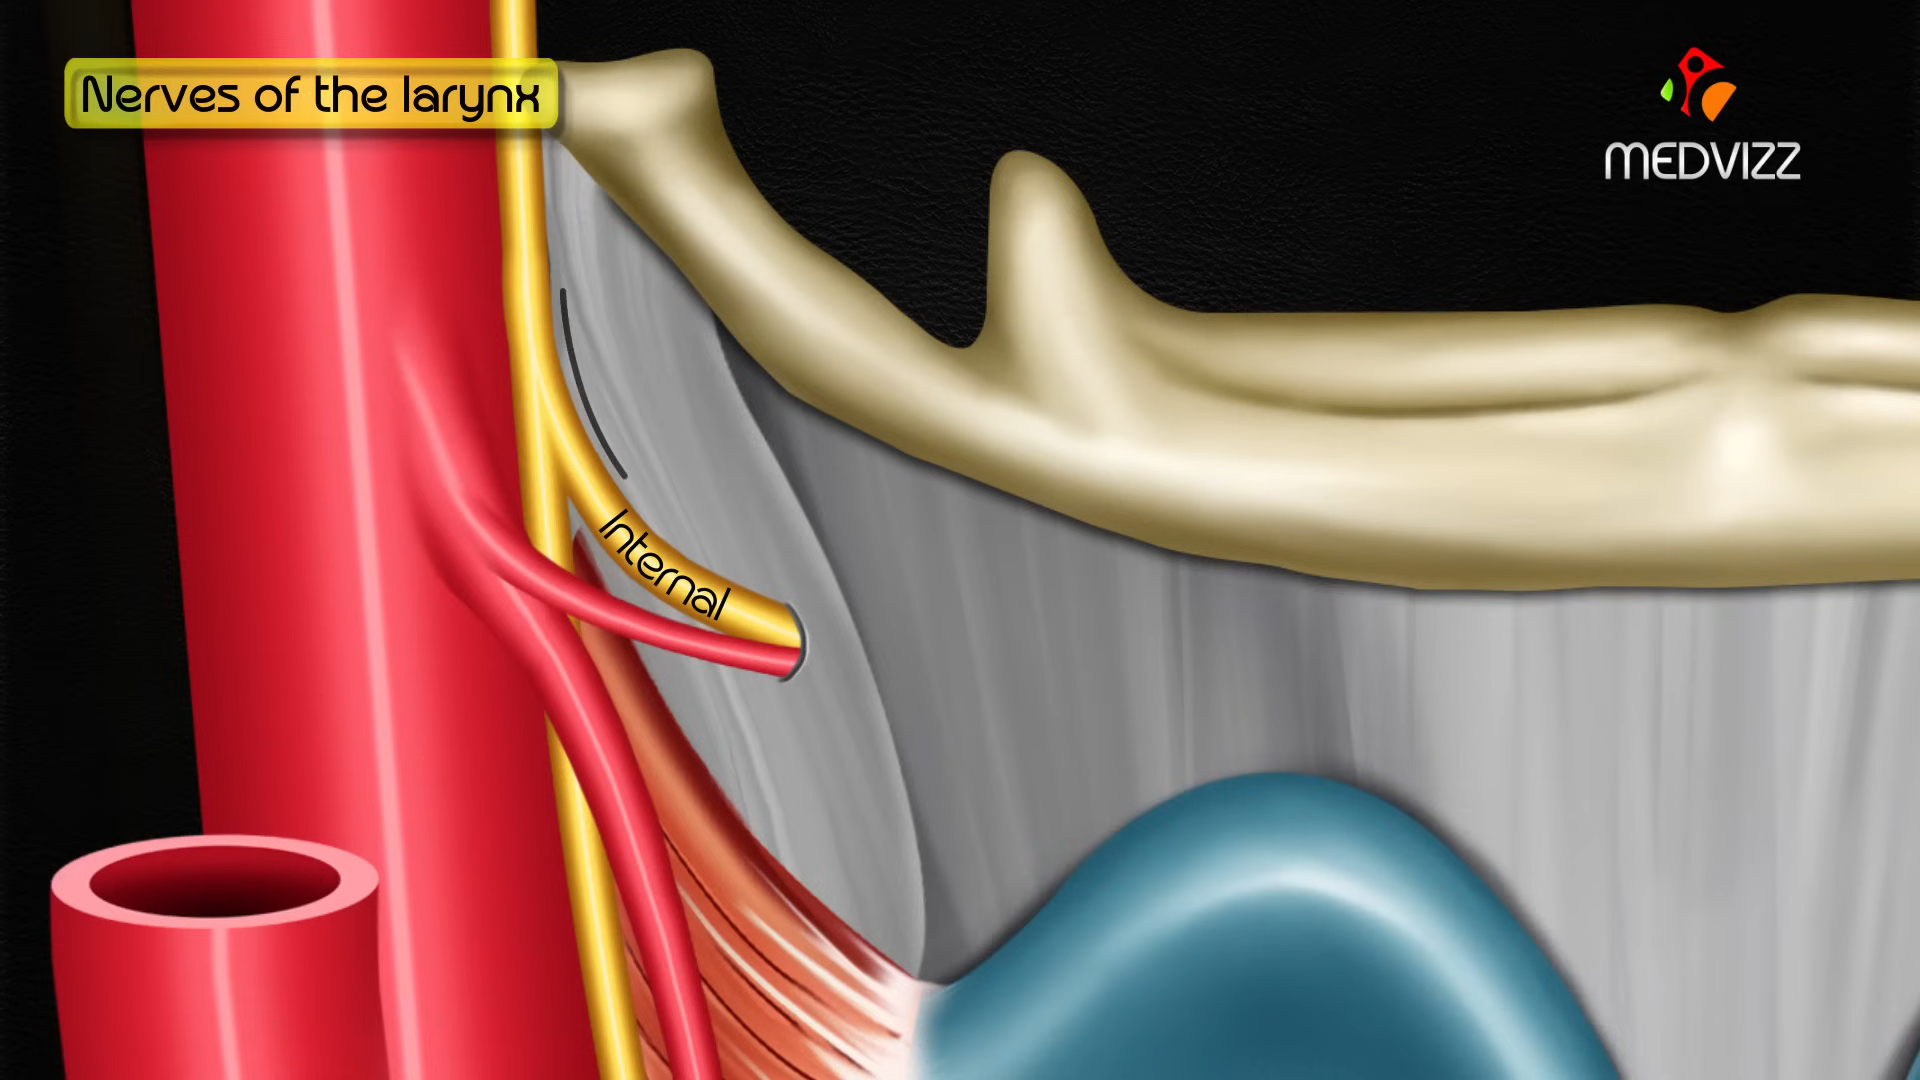 Nerves of the larynx
MEDVIZZ
Internal